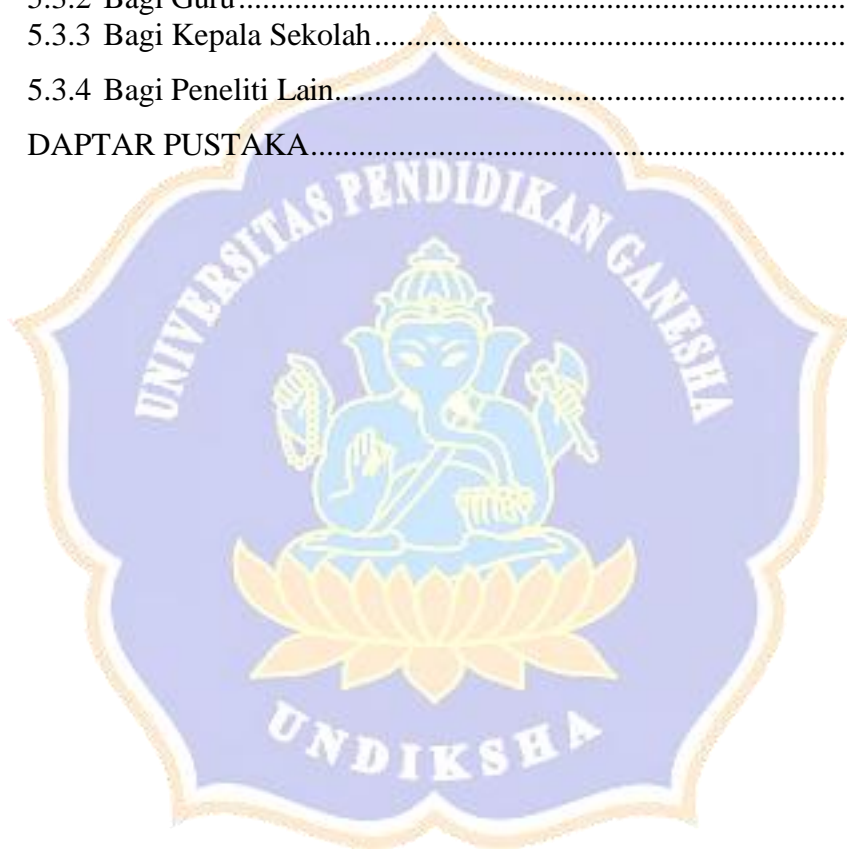 5.3.2 Bagi Guru................................................................................
5.3.3 Bagi Kepala Sekolah...............................................................
5.3.4 Bagi Peneliti Lain....................................................................
DAPTAR PUSTAKA......................................................................
UNIVERSITAS PENDIDIKAN GANESHA
UNDIKSHA